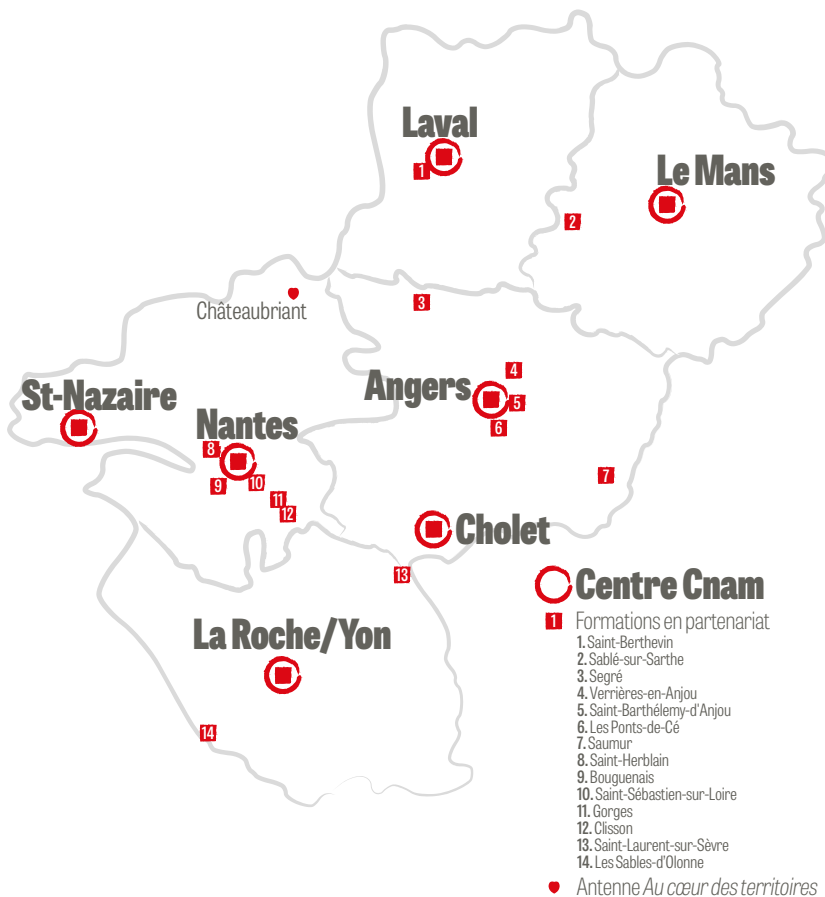 Laval
1
Le Mans
2
Châteaubriant
3
St-Nazaire
Angers
4
5
6
Nantes
8
9
10
11
12
7
Cholet
13
La Roche/Yon
14
Centre Cnam
1 Formations en partenariat
1. Saint-Berthevin
2. Sablé-sur-Sarthe
3. Segré
4. Verrières-en-Anjou
5. Saint-Barthélemy-d'Anjou
6. Les Ponts-de-Cé
7. Saumur
8. Saint-Herblain
9. Bouguenais
10. Saint-Sébastien-sur-Loire
11. Gorges
12. Clisson
13. Saint-Laurent-sur-Sèvre
14. Les Sables-d'Olonne
Antenne Au cœur des territoires